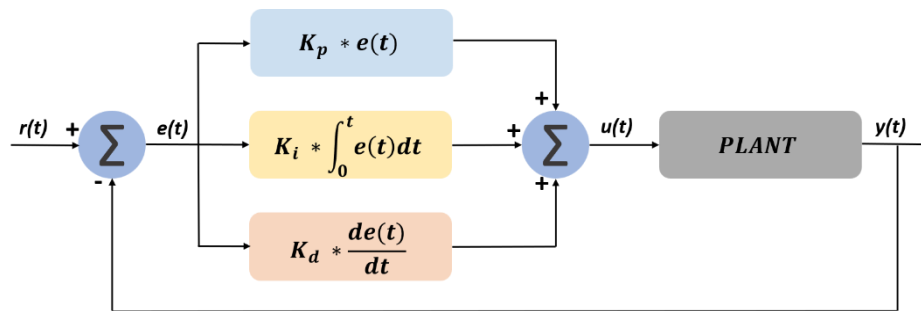 K_p * e(t)
r(t) + Σ e(t)
-
K_i * ∫_0^t e(t)dt
+ + +
Σ
u(t)
PLANT
y(t)
K_d * de(t)/dt